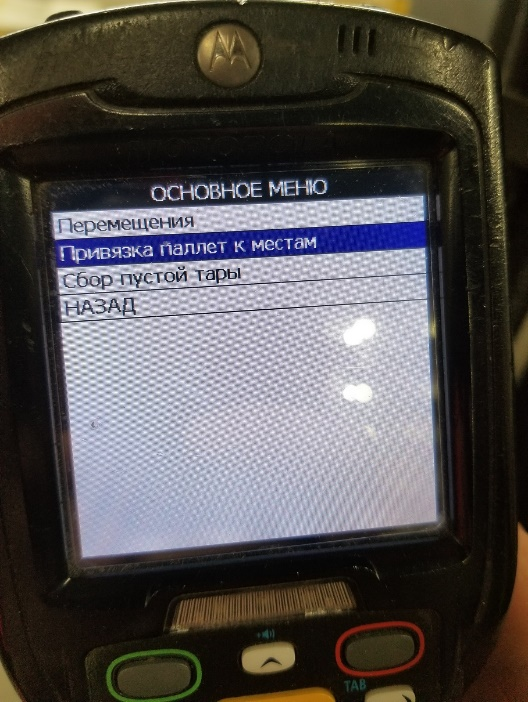 ОСНОВНОЕ МЕНЮ
Перемещения
Привязка паллет к местам
Сбор пустой тары
НАЗАД
TAB